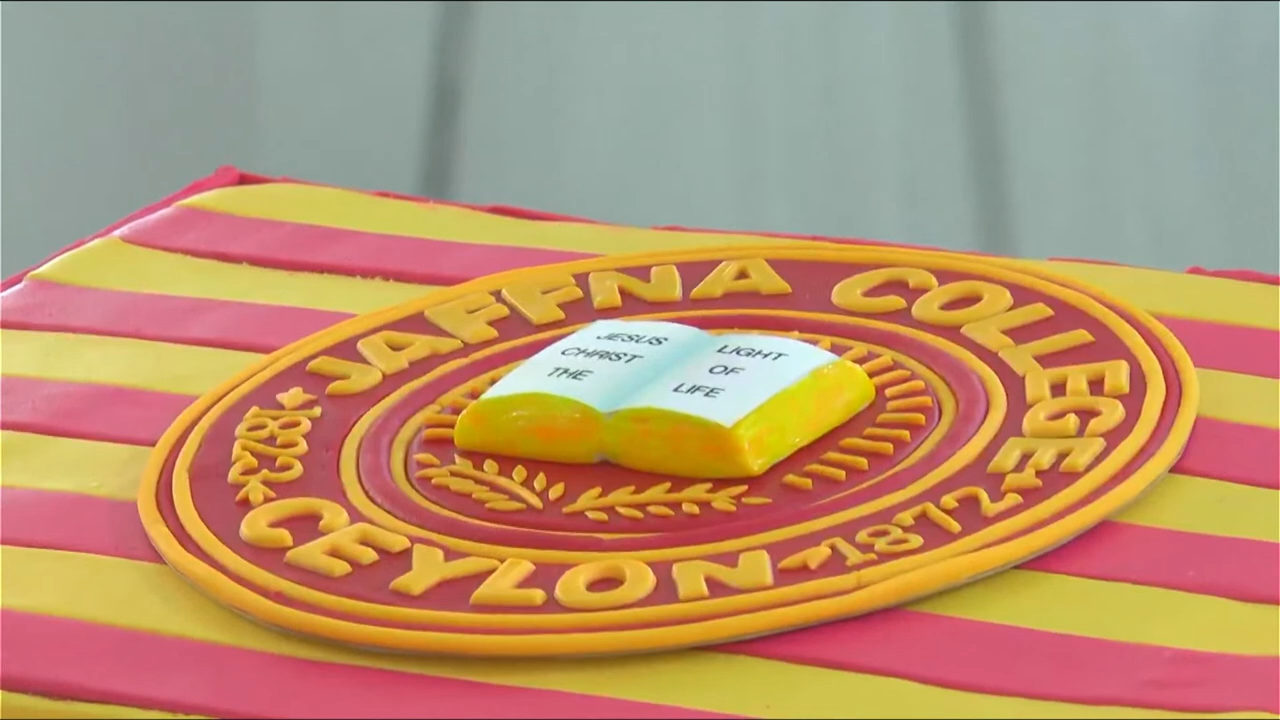 JAFFNA COLLEGE
1823
CEYLON
1872
JESUS
CHRIST
THE
LIGHT
OF
LIFE